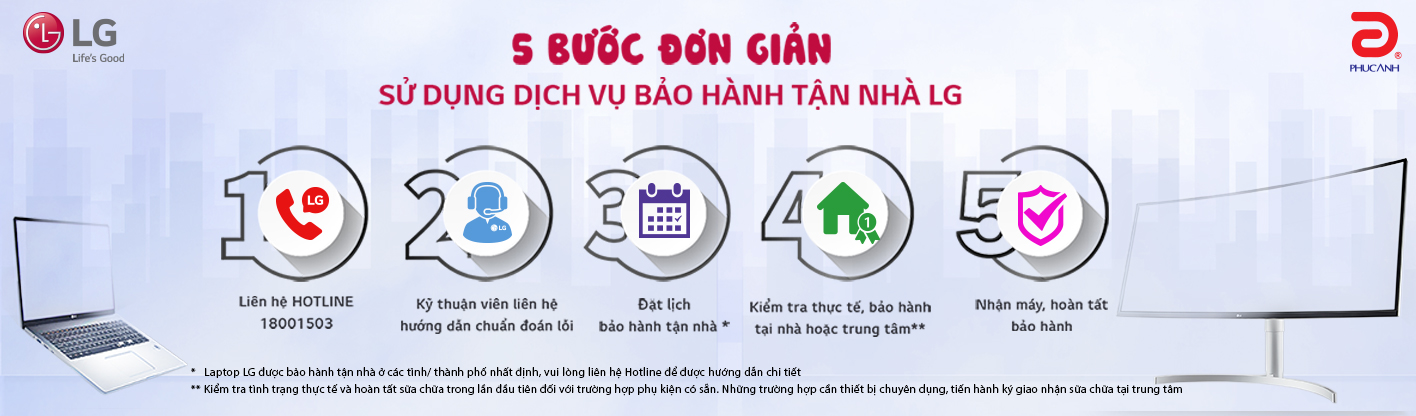 LG
Life's Good
5 BƯỚC ĐƠN GIẢN
SỬ DỤNG DỊCH VỤ BẢO HÀNH TẬN NHÀ LG
PHUCANH
®
1
LG
Liên hệ HOTLINE
18001503
2
LG
Kỹ thuận viên liên hệ
hướng dẫn chuẩn đoán lỗi
3
Đặt lịch
bảo hành tận nhà *
4
1
Kiểm tra thực tế, bảo hành
tại nhà hoặc trung tâm**
5
Nhận máy, hoàn tất
bảo hành
* Laptop LG được bảo hành tận nhà ở các tỉnh/ thành phố nhất định, vui lòng liên hệ Hotline để được hướng dẫn chi tiết
** Kiểm tra tình trạng thực tế và hoàn tất sữa chữa trong lần đầu tiên đối với trường hợp phụ kiện có sẵn. Những trường hợp cần thiết bị chuyên dụng, tiến hành ký giao nhận sữa chữa tại trung tâm